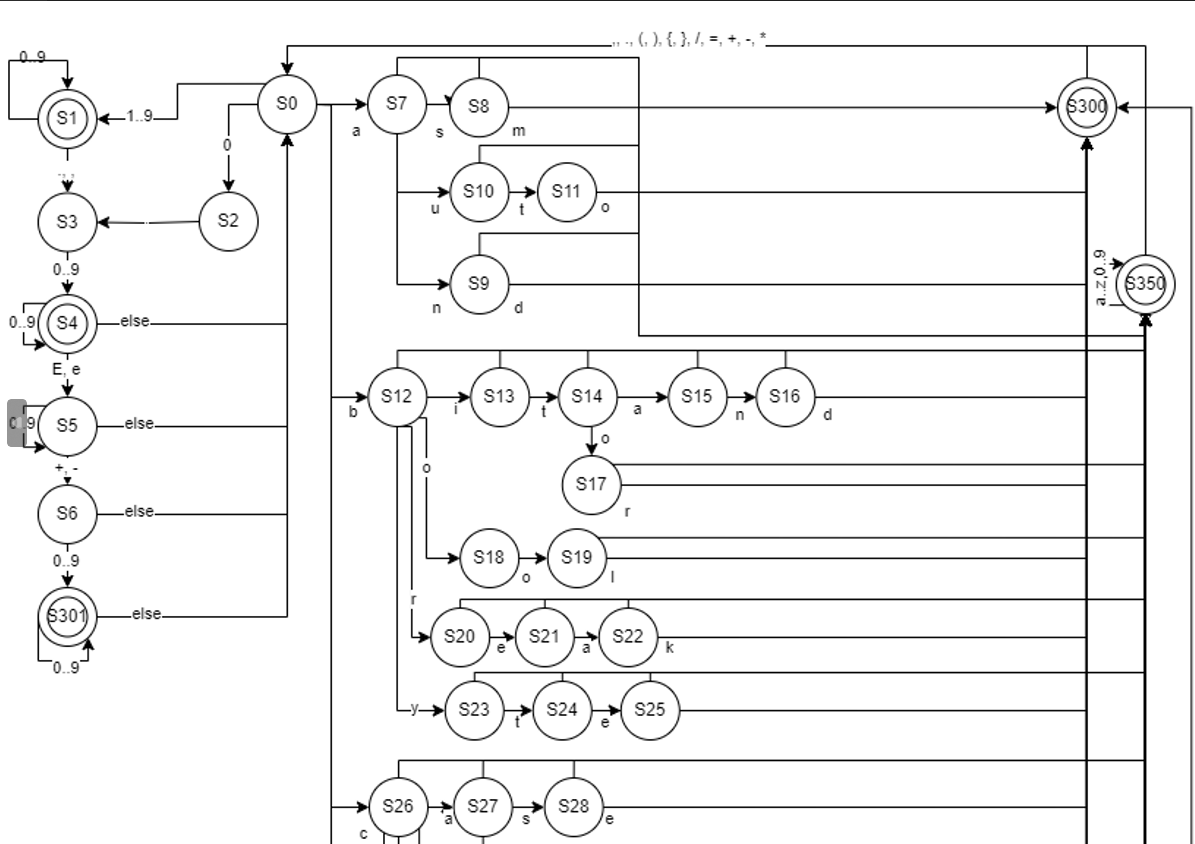 ,, ., (, ), {, }, /, =, +, -, *
0..9
S1
1..9
S0
a
S7
s
S8
m
S300
0
S10
u
t
S11
o
., ,
S3
.
S2
0..9
S9
n
d
a..z,0..9
S350
0..9
S4
else
E, e
b
S12
i
S13
t
S14
a
S15
n
S16
d
S5
else
o
o
S17
r
+, -
S6
else
0..9
S18
o
S19
l
r
S301
else
0..9
S20
e
S21
a
S22
k
y
S23
t
S24
e
S25
c
S26
a
S27
s
S28
e